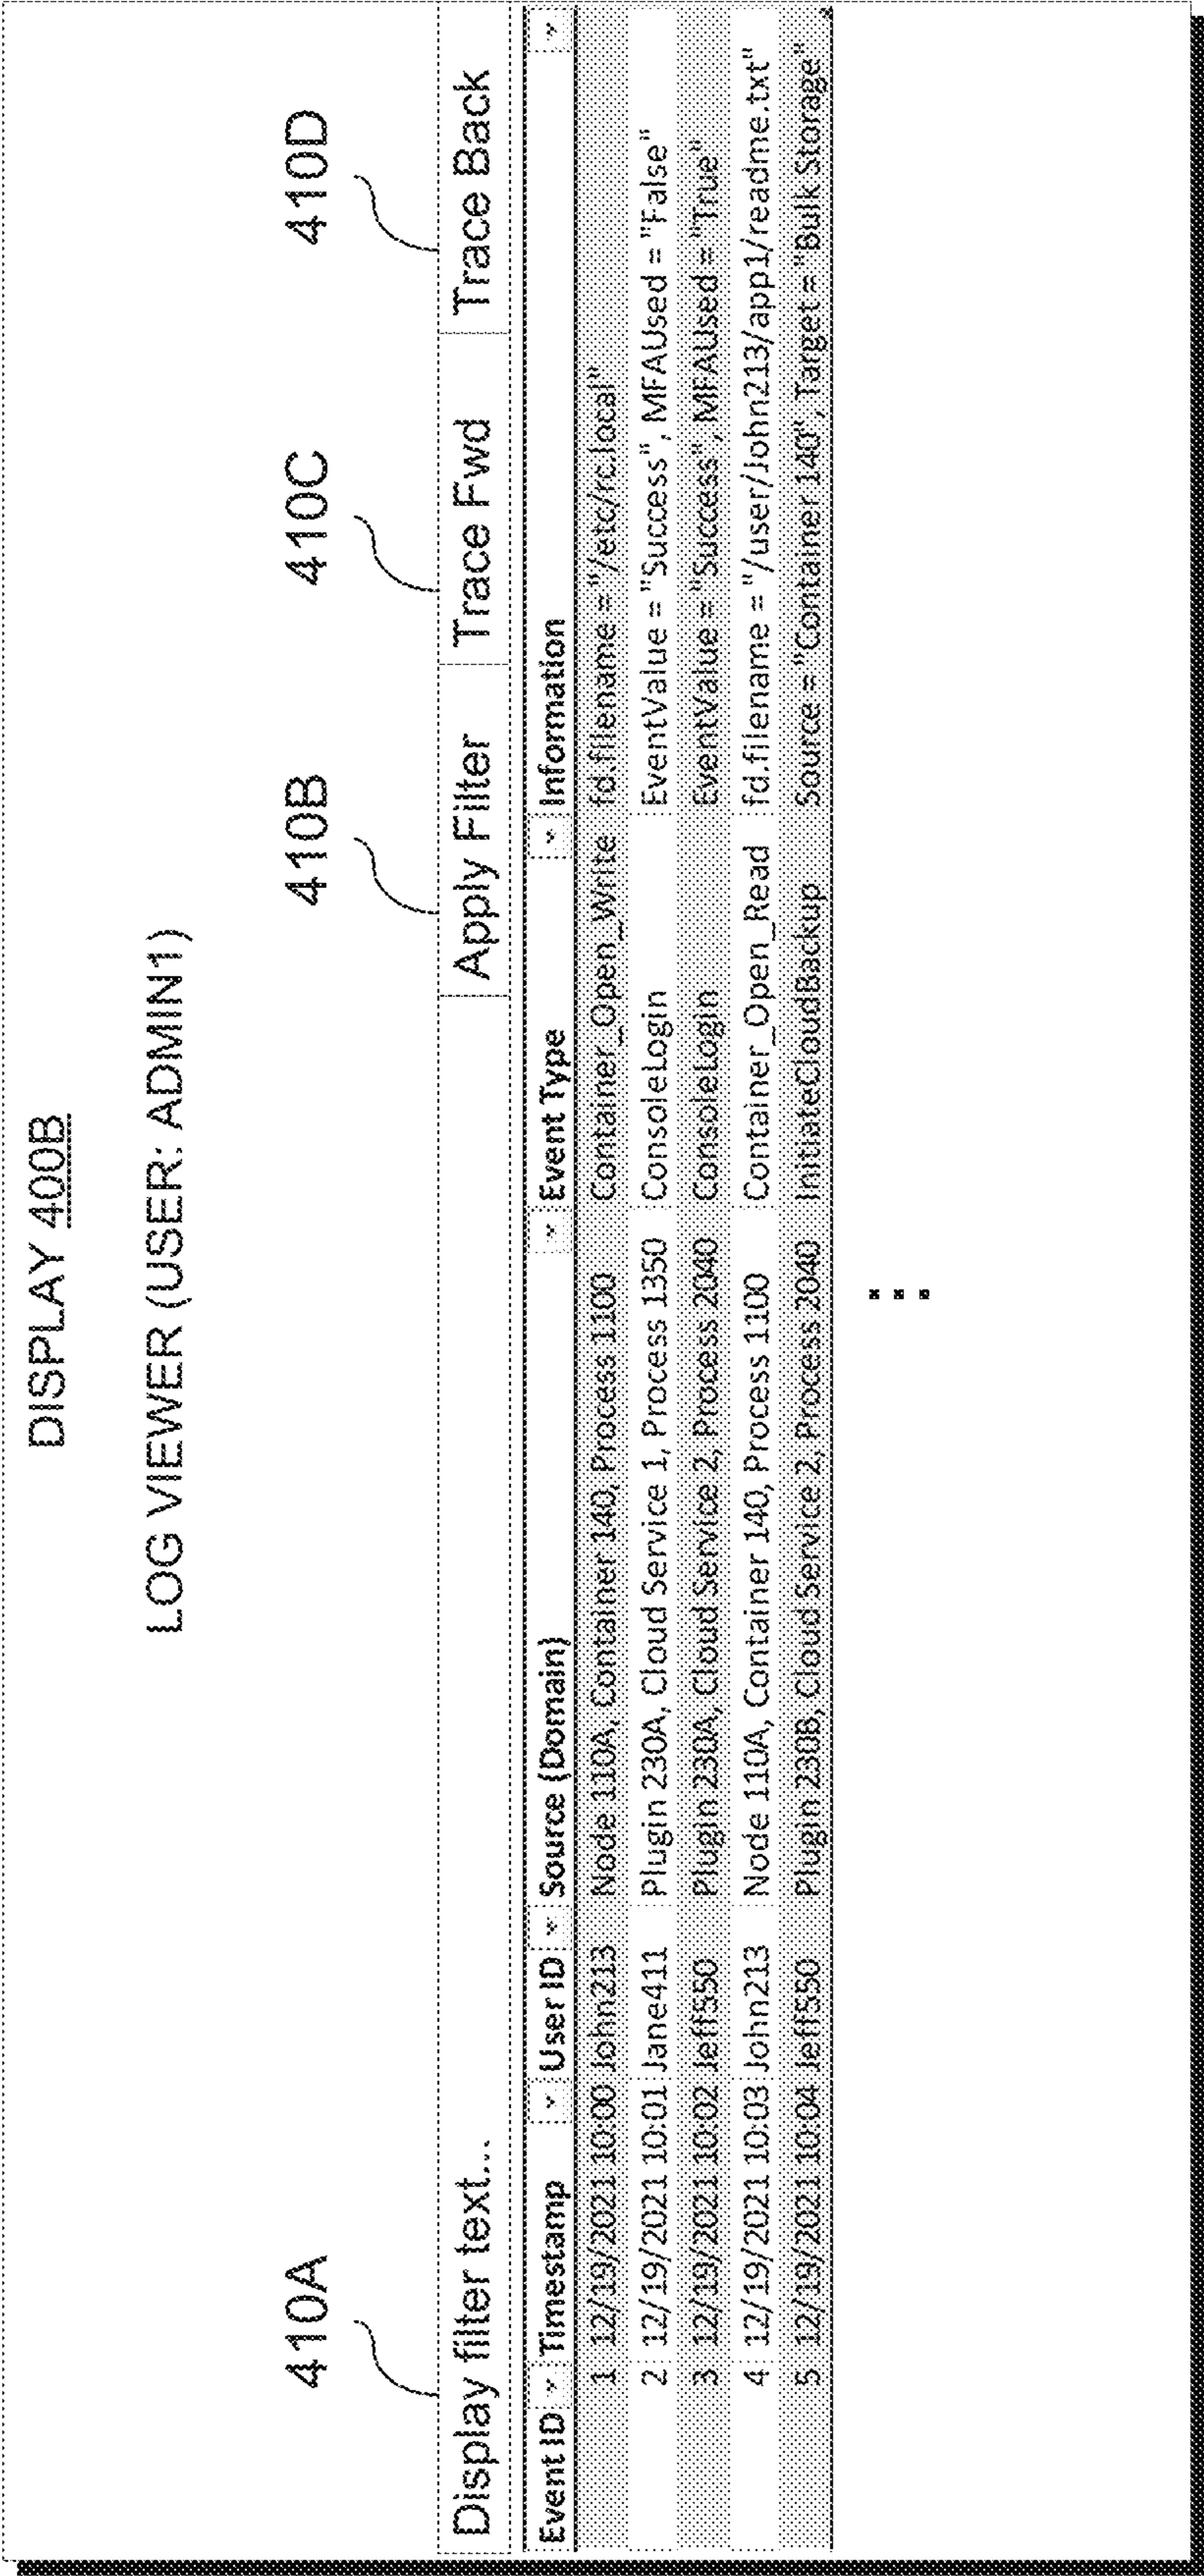 DISPLAY 400B
LOG VIEWER (USER: ADMIN1)
410A 410B 410C 410D
Display filter text... Apply Filter Trace Fwd Trace Back
Event ID Timestamp User ID Source (Domain) Event Type Information
1 12/19/2021 10:00 John213 Node 110A, Container 140, Process 1100 Container_Open_Write fd.filename = "/etc/rc.local"
2 12/19/2021 10:01 Jane411 Plugin 230A, Cloud Service 1, Process 1350 ConsoleLogin EventValue = "Success", MFAUsed = "False"
3 12/19/2021 10:02 Jeff550 Plugin 230A, Cloud Service 2, Process 2040 ConsoleLogin EventValue = "Success", MFAUsed = "True"
4 12/19/2021 10:03 John213 Node 110A, Container 140, Process 1100 Container_Open_Read fd.filename = "/user/John213/app1/readme.txt"
5 12/19/2021 10:04 Jeff550 Plugin 230B, Cloud Service 2, Process 2040 InitiateCloudBackup Source = "Container 140", Target = "Bulk Storage"